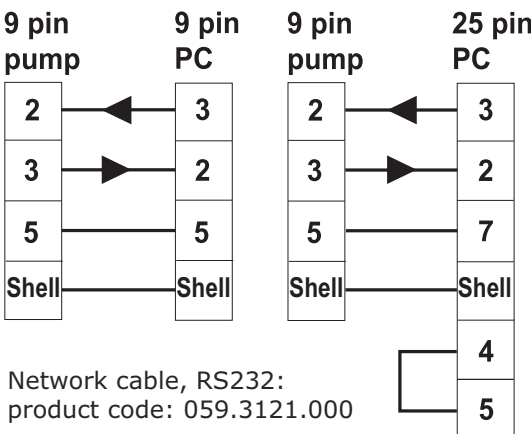 9 pin 9 pin 9 pin 25 pin
pump PC pump PC
2 3 2 3
3 2 3 2
5 5 5 7
Shell Shell Shell Shell
4
Network cable, RS232:
product code: 059.3121.000 5